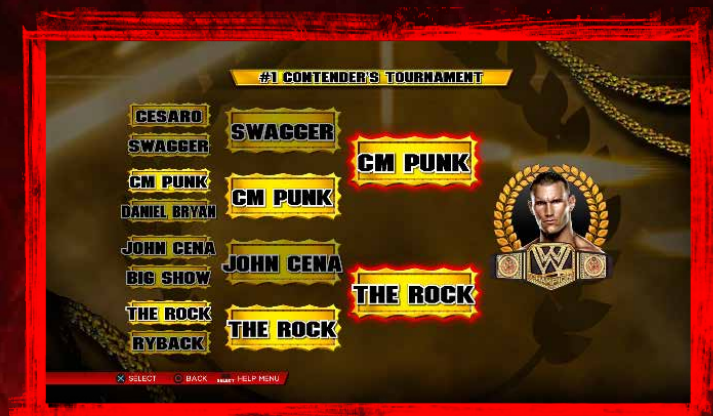 #1 CONTENDER'S TOURNAMENT
CESARO
SWAGGER
CM PUNK
DANIEL BRYAN
JOHN CENA
BIG SHOW
THE ROCK
RYBACK
SWAGGER
CM PUNK
JOHN CENA
THE ROCK
CM PUNK
THE ROCK
W
SELECT BACK SELECT HELP MENU